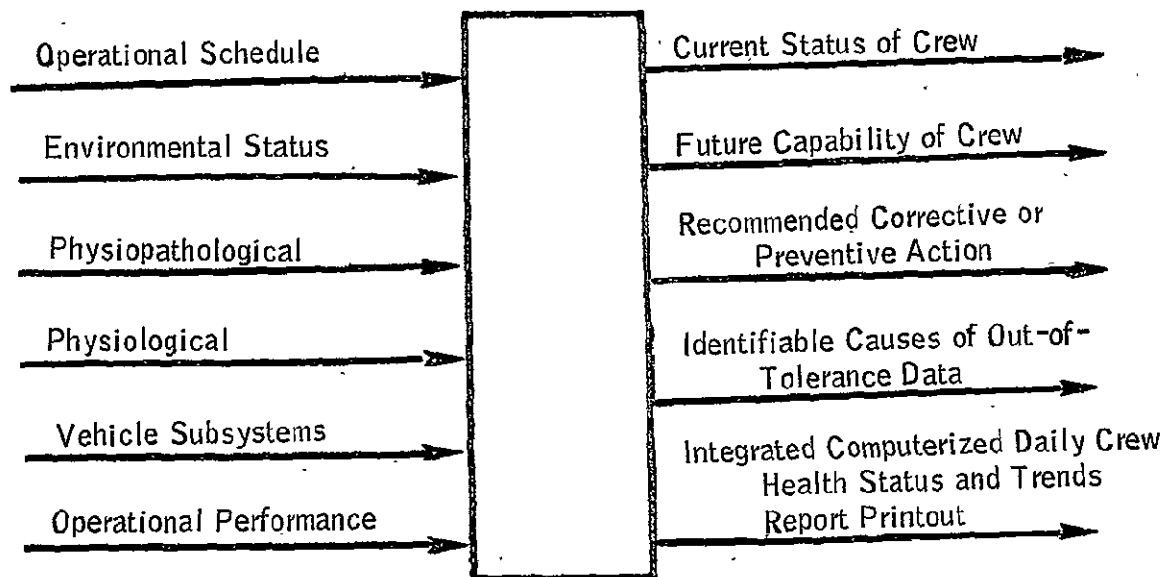 Operational Schedule
Environmental Status
Physiopathological
Physiological
Vehicle Subsystems
Operational Performance
Current Status of Crew
Future Capability of Crew
Recommended Corrective or
Preventive Action
Identifiable Causes of Out-of-
Tolerance Data
Integrated Computerized Daily Crew
Health Status and Trends
Report Printout